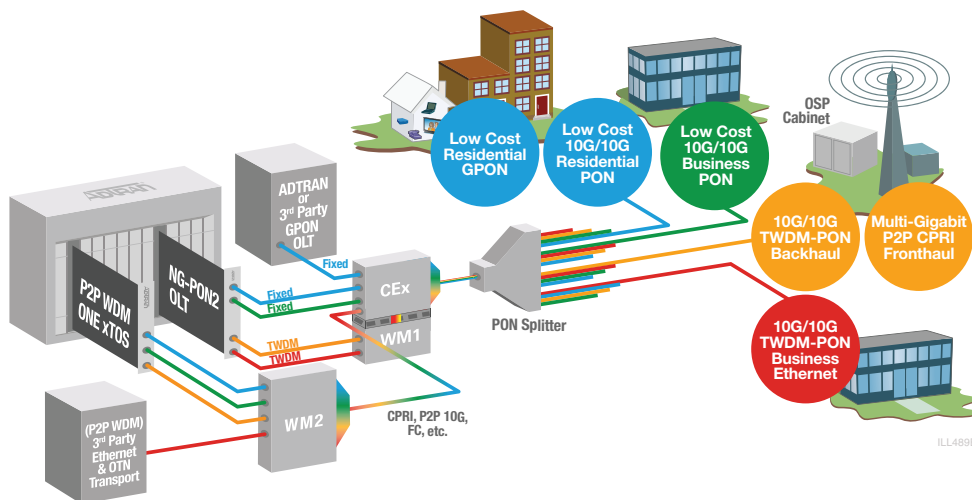 OSP
Cabinet
Low Cost
Residential
GPON
Low Cost
10G/10G
Residential
PON
Low Cost
10G/10G
Business
PON
10G/10G
TWDM-PON
Backhaul
Multi-Gigabit
P2P CPRI
Fronthaul
10G/10G
TWDM-PON
Business
Ethernet
ADTRAN
ADTRAN
or
3rd Party
GPON
OLT
Fixed
Fixed
Fixed
TWDM
TWDM
P2P WDM
ONE xTOS
NG-PON2
OLT
CEx
WM1
WM2
PON Splitter
CPRI, P2P 10G,
FC, etc.
(P2P WDM)
3rd Party
Ethernet
& OTN
Transport